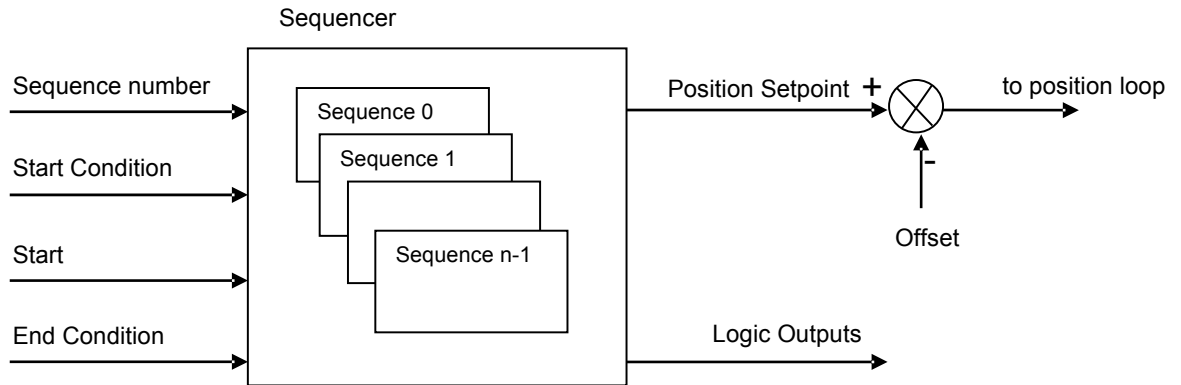 Sequencer
Sequence number
Position Setpoint +
to position loop
Sequence 0
Start Condition
Sequence 1
-
Start
Offset
Sequence n-1
End Condition
Logic Outputs